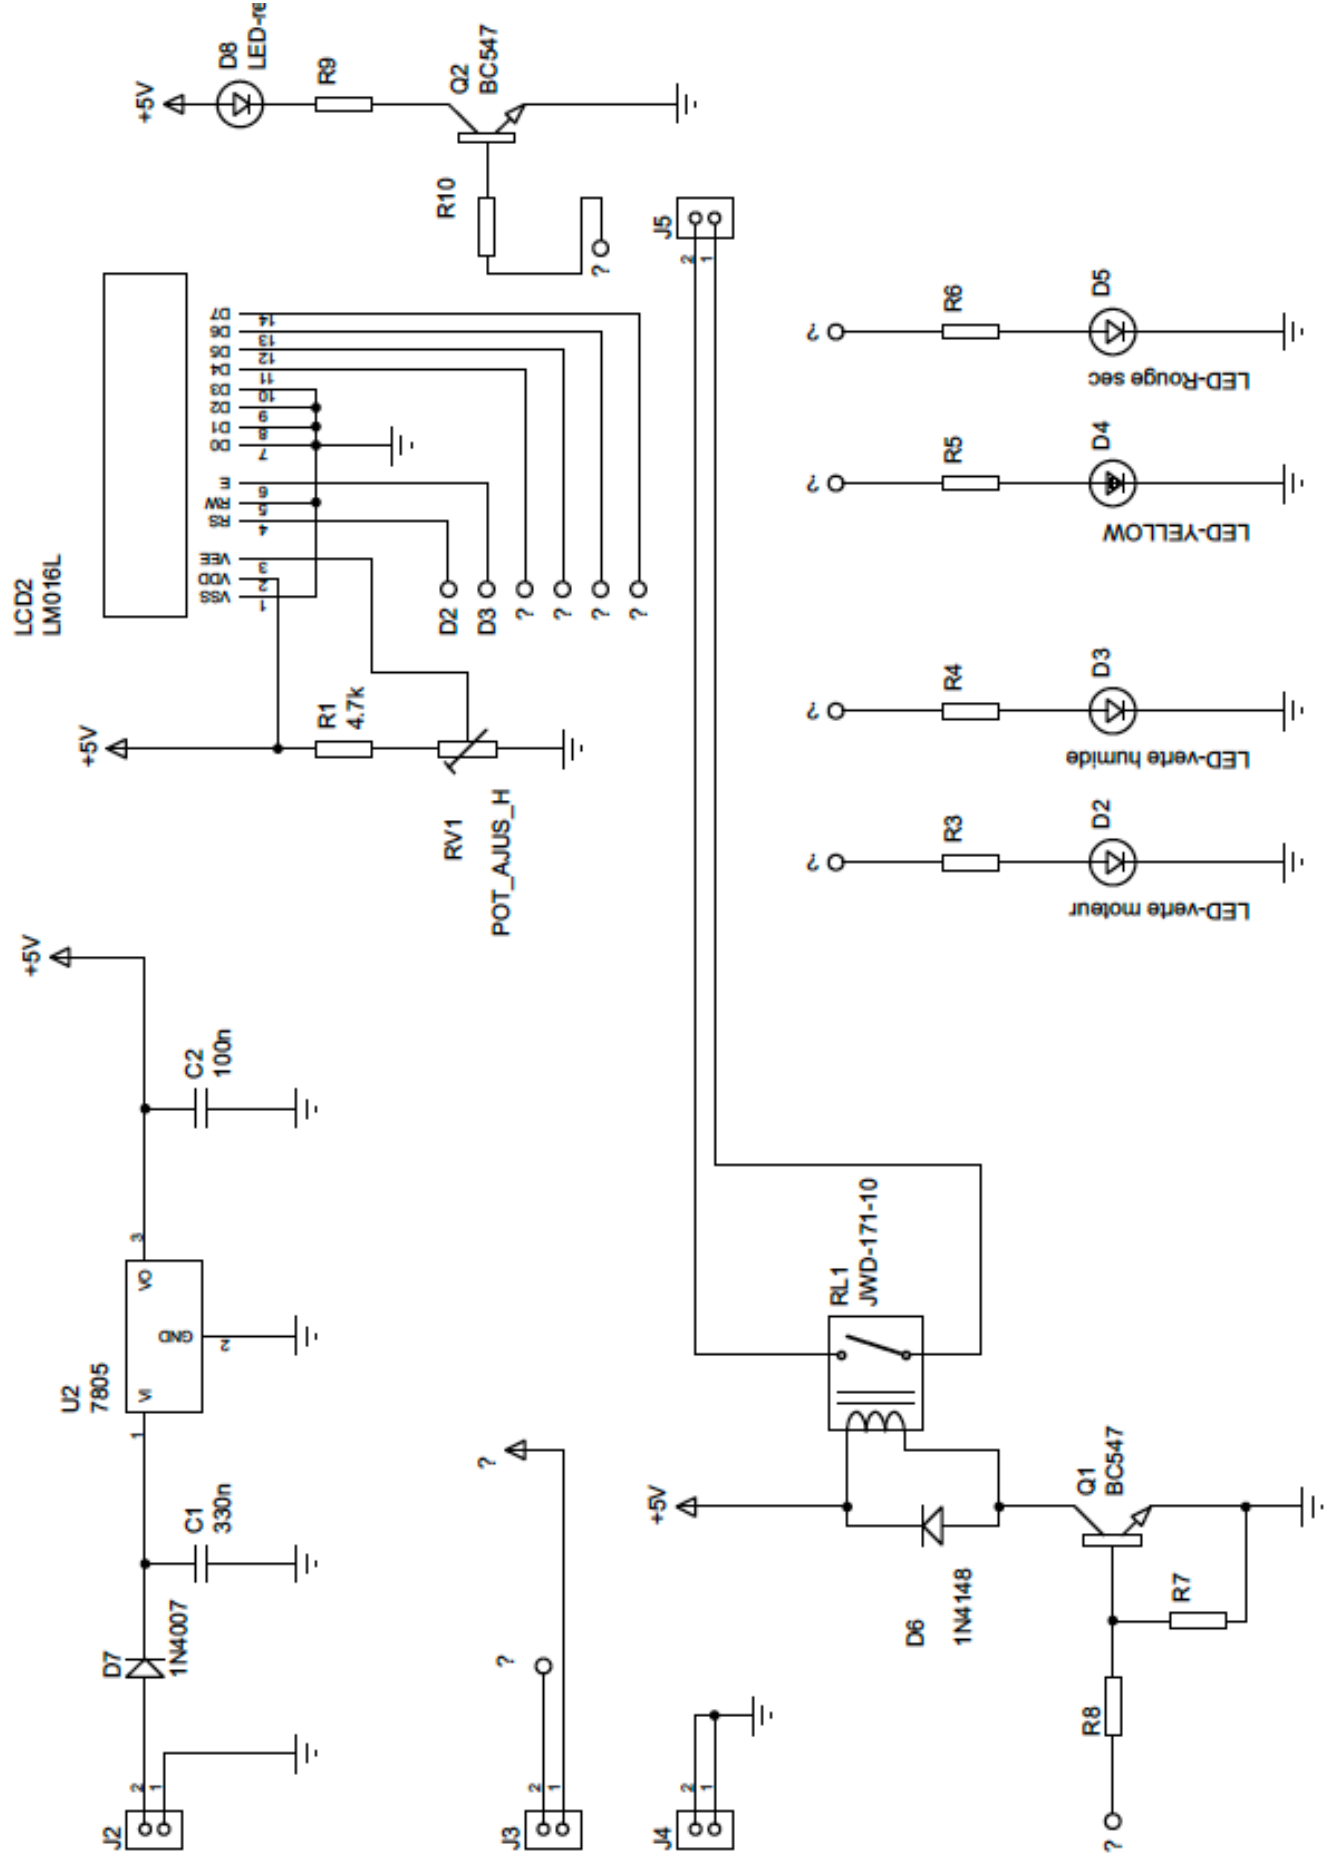 +5V
D8
LED-re
R9
Q2
BC547
R10
?
LCD2
LM016L
D7
D6
D5
D4
D3
D2
D1
D0
E
RW
RS
VEE
VDD
VSS
14
13
12
11
10
9
8
7
6
5
4
3
2
1
D2
D3
?
?
?
?
+5V
R1
4.7k
RV1
POT_AJUS_H
J5
2
1
?
R6
D5
LED-Rouge sec
?
R5
D4
LED-YELLOW
?
R4
D3
LED-verte humide
?
R3
D2
LED-verte moteur
+5V
C2
100n
U2
7805
VI
VO
GND
1
2
3
C1
330n
D7
1N4007
J2
2
1
J3
2
1
?
?
J4
2
1
RL1
JWD-171-10
+5V
D6
1N4148
Q1
BC547
R7
R8
?